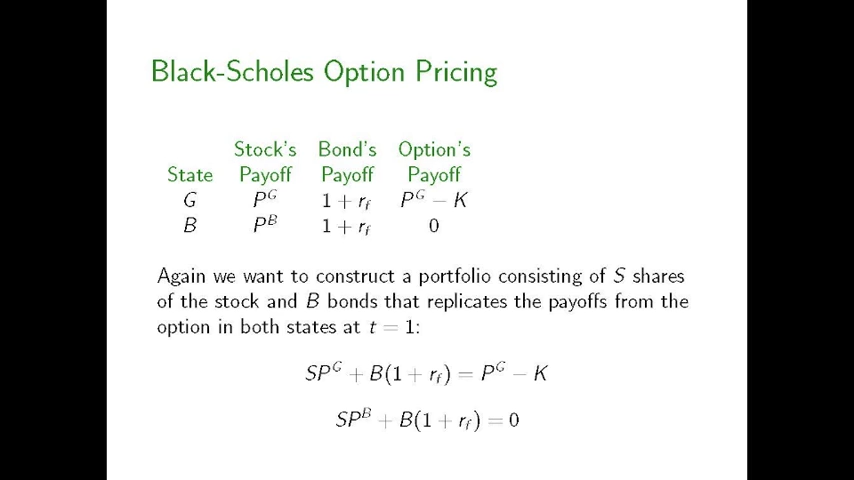 Black-Scholes Option Pricing
Stock's Bond's Option's
State Payoff Payoff Payoff
G P^G 1 + r_f P^G − K
B P^B 1 + r_f 0
Again we want to construct a portfolio consisting of S shares
of the stock and B bonds that replicates the payoffs from the
option in both states at t = 1:
SP^G + B(1 + r_f) = P^G − K
SP^B + B(1 + r_f) = 0